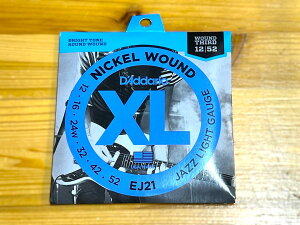 BRIGHT TONE
ROUND WOUND
WOUND
THIRD
12|52
NICKEL WOUND
D'Addario
XL
12 · 16 · 24W · 32 · 42 · 52
EJ21
JAZZ LIGHT GAUGE